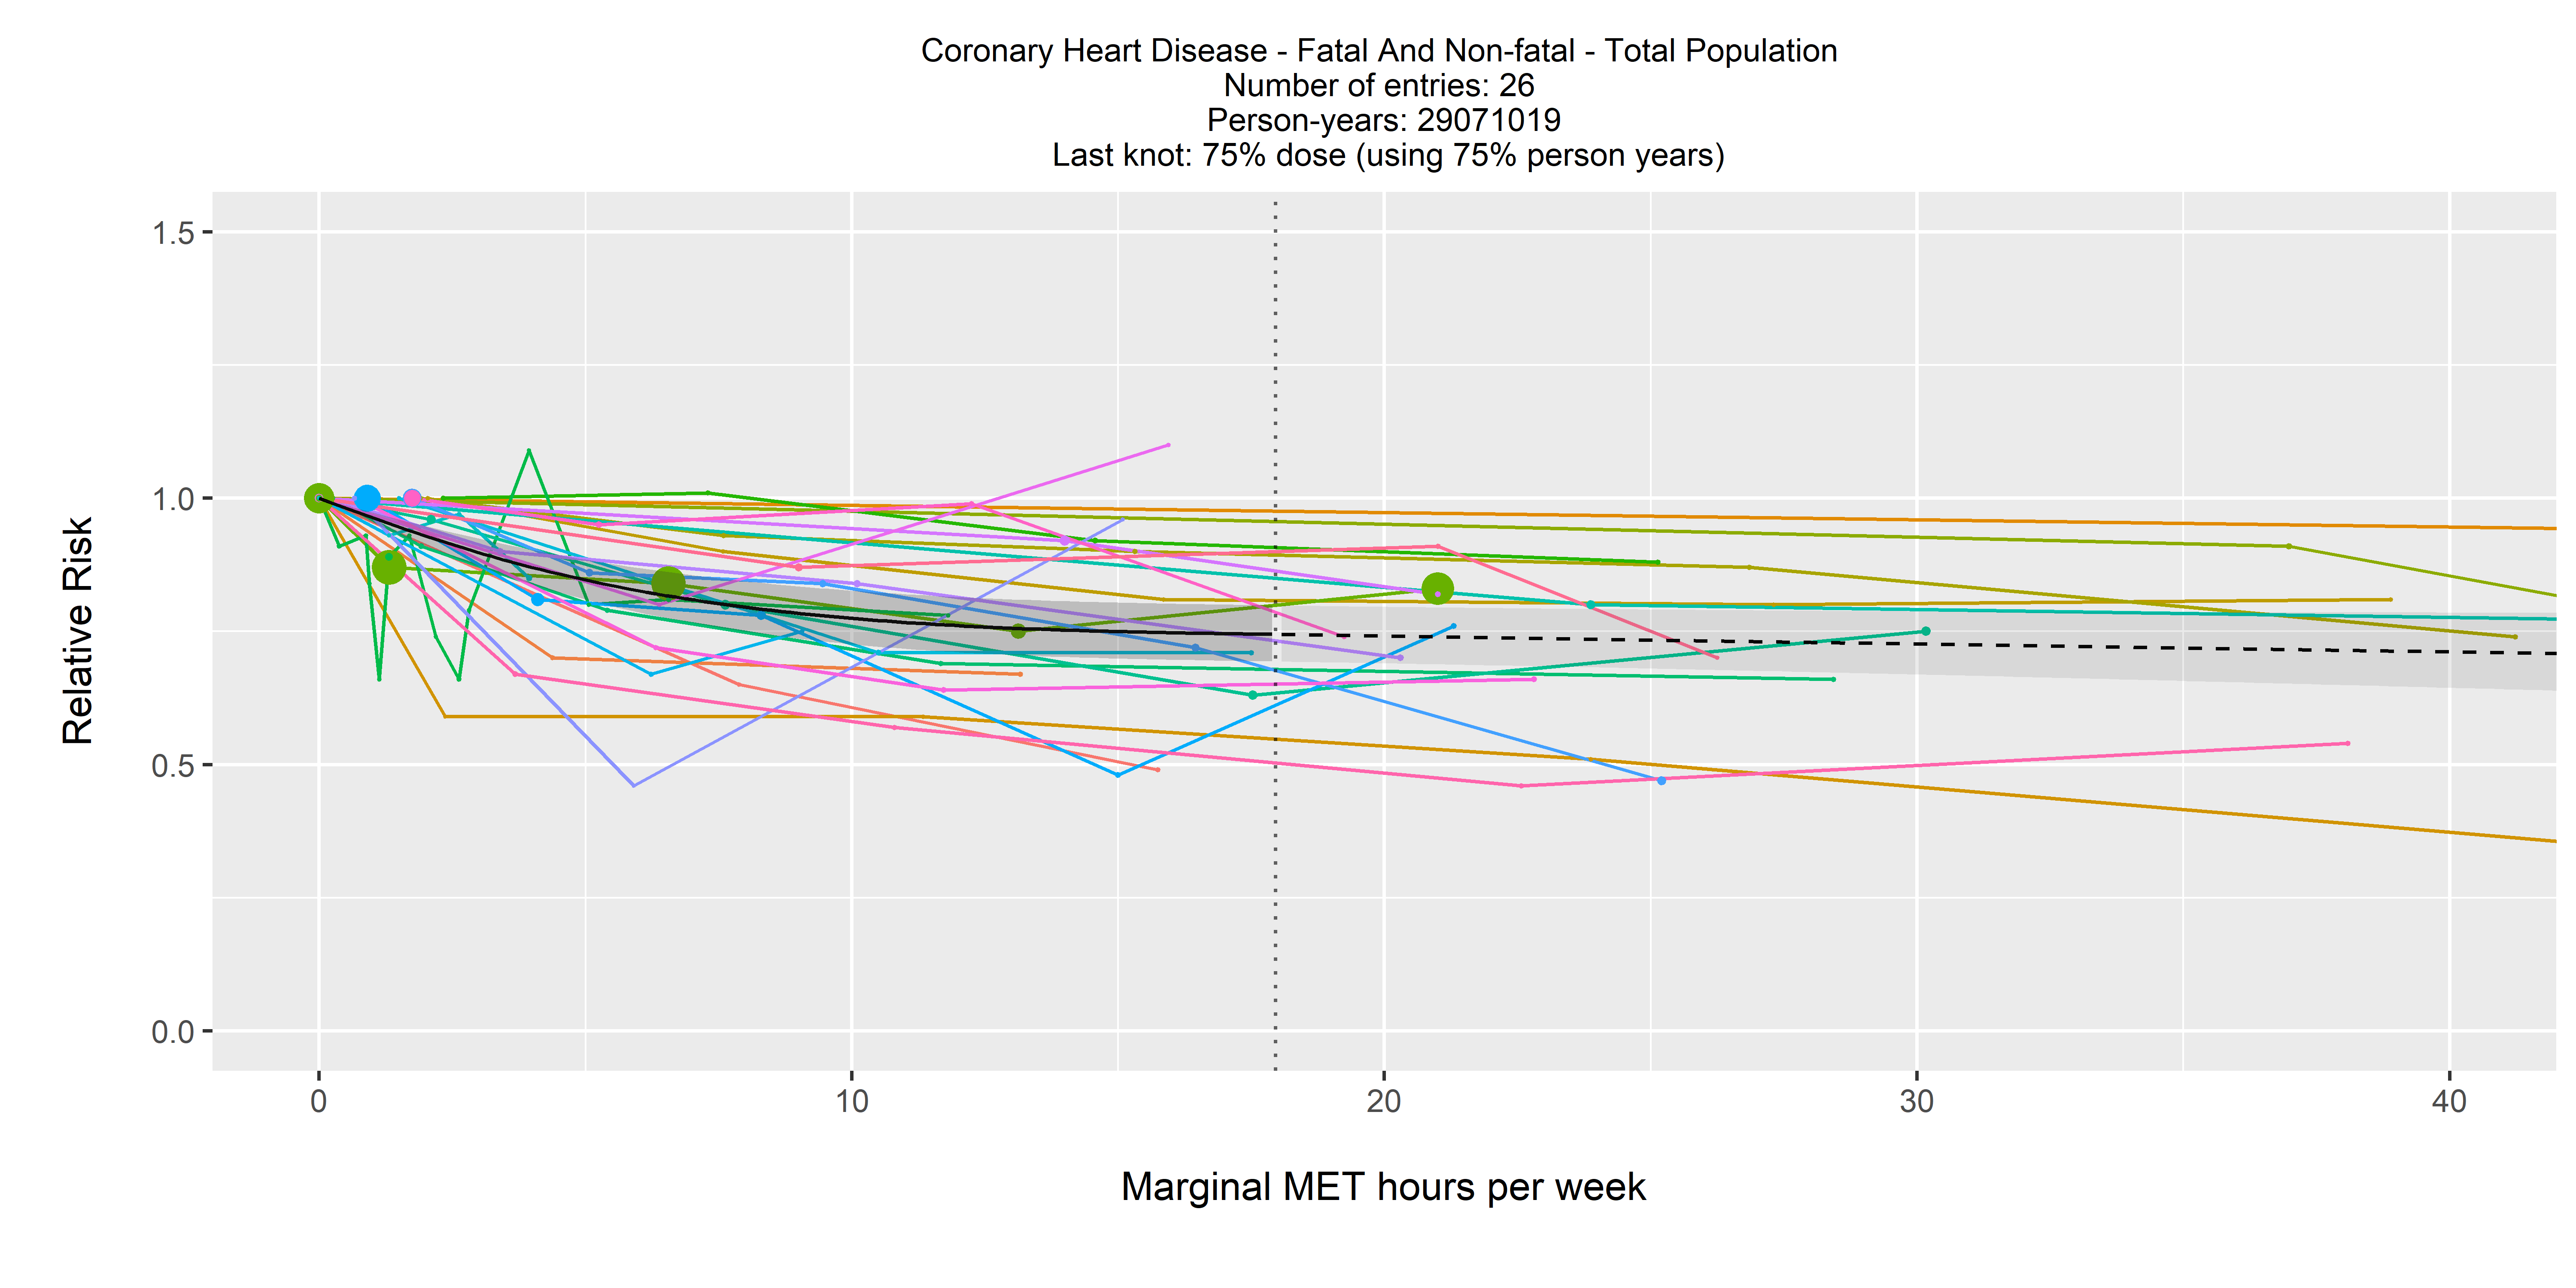 Coronary Heart Disease - Fatal And Non-fatal - Total Population
Number of entries: 26
Person-years: 29071019
Last knot: 75% dose (using 75% person years)
1.5
1.0
0.5
0.0
Relative Risk
0 10 20 30 40
Marginal MET hours per week